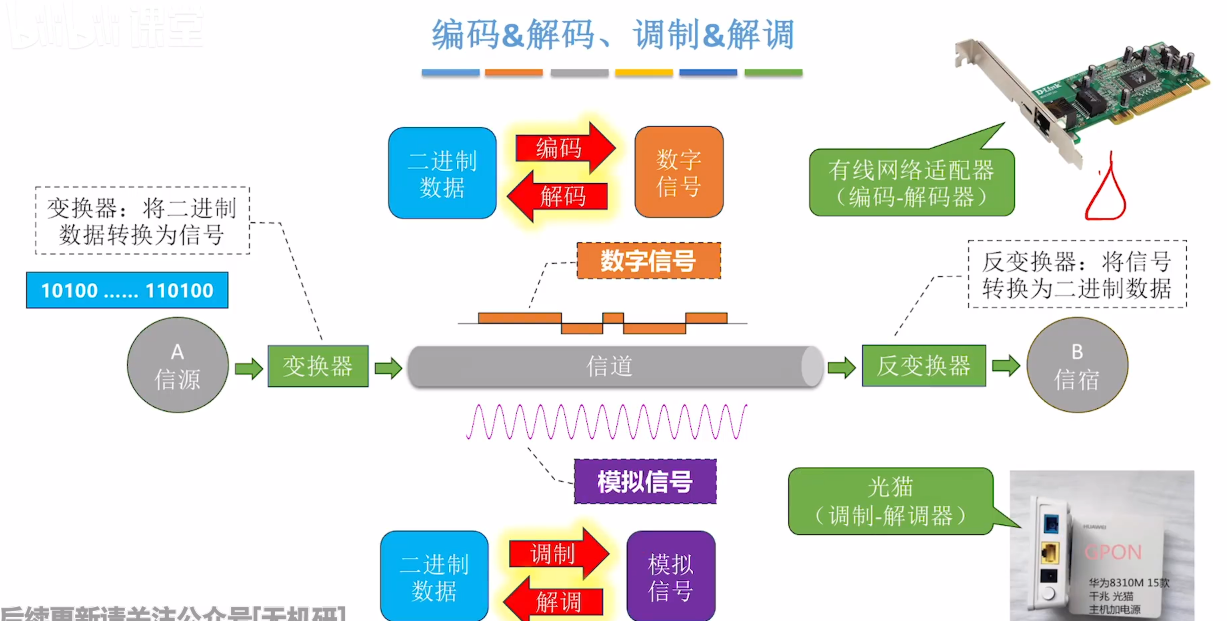 bilibili 课堂
编码&解码、调制&解调
D-Link
二进制
数据
编码
解码
数字
信号
有线网络适配器
（编码-解码器）
变换器：将二进制
数据转换为信号
10100 …… 110100
数字信号
反变换器：将信号
转换为二进制数据
A
信源
变换器
信道
反变换器
B
信宿
模拟信号
光猫
（调制-解调器）
二进制
数据
调制
解调
模拟
信号
HUAWEI
GPON
华为8310M 15款
千兆 光猫
主机加电源
后续更新请关注公众号[无机研]